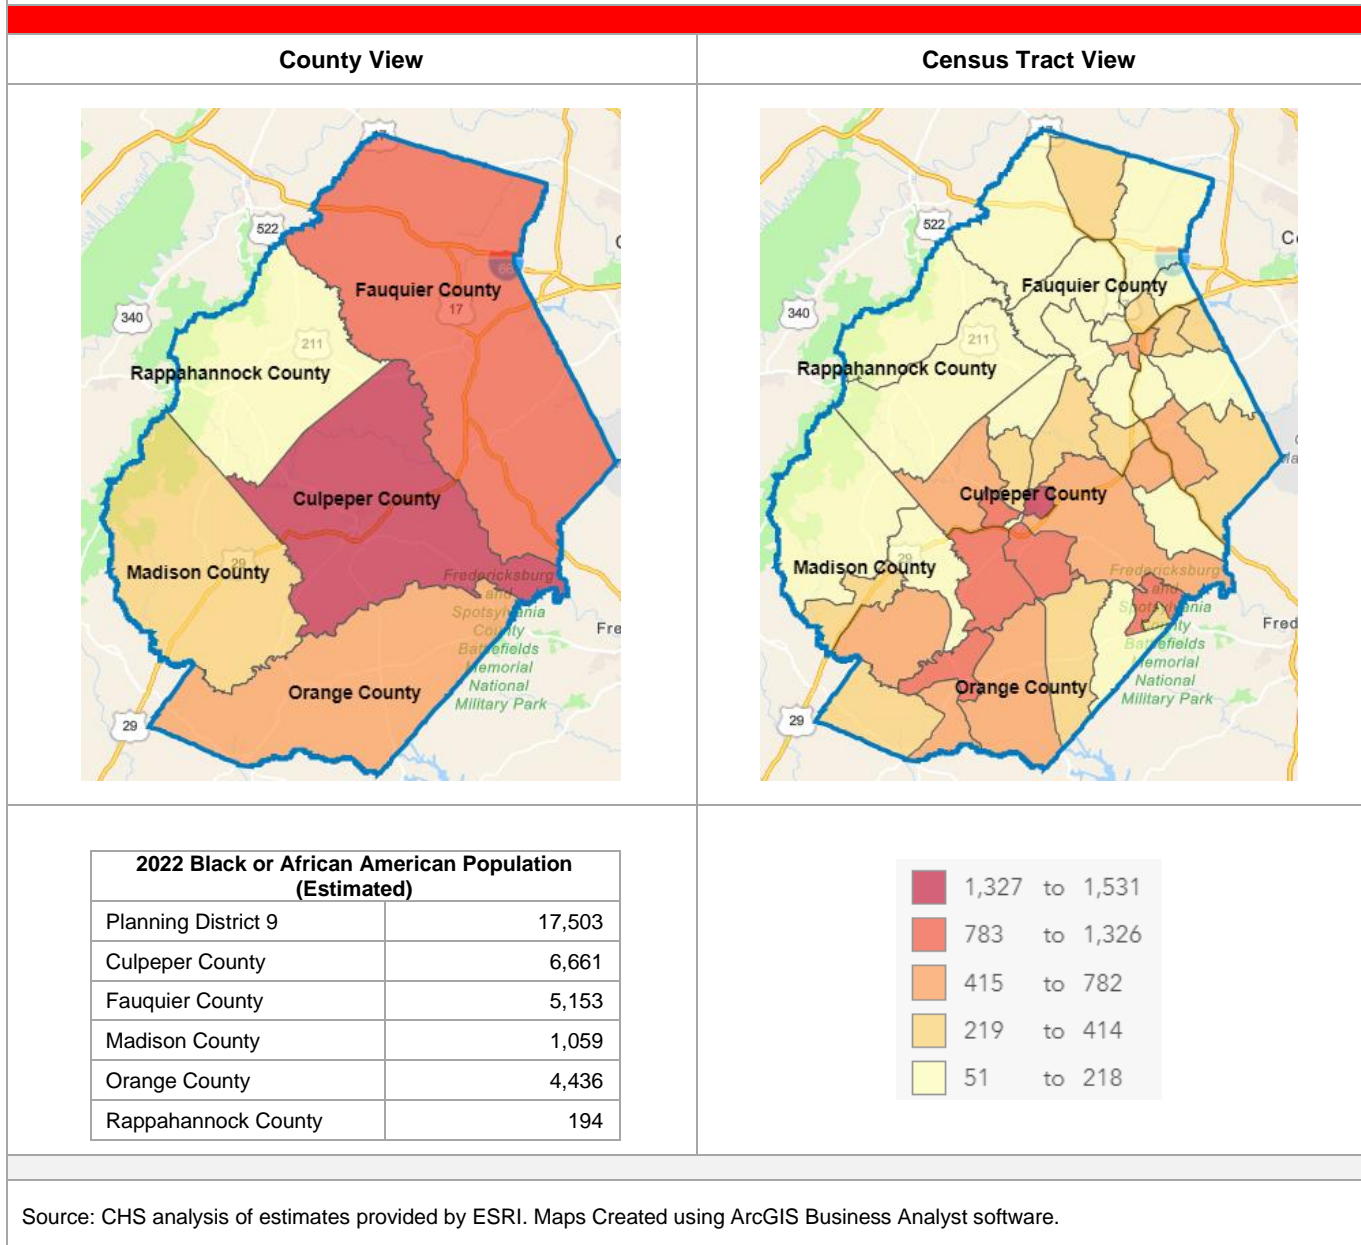 County View
Census Tract View
17
522
66
Fauquier County
17
340
211
Rappahannock County
Culpeper County
29
Madison County
Fredericksburg
and
Spotsylvania
County
Battlefields
Memorial
National
Military Park
Fre
Orange County
29
17
522
C
Fauquier County
340
211
Rappahannock County
Culpeper County
29
Madison County
Fredericksburg
and
Spotsylvania
County
Battlefields
Memorial
National
Military Park
Fred
Orange County
29
2022 Black or African American Population
(Estimated)
Planning District 9 17,503
Culpeper County 6,661
Fauquier County 5,153
Madison County 1,059
Orange County 4,436
Rappahannock County 194
1,327 to 1,531
783 to 1,326
415 to 782
219 to 414
51 to 218
Source: CHS analysis of estimates provided by ESRI. Maps Created using ArcGIS Business Analyst software.